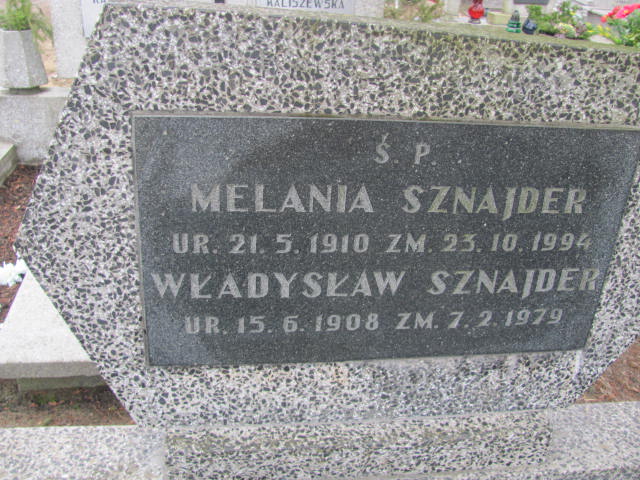 KALISZEWSKA
Ś. P.
MELANIA SZNAJDER
UR. 21. 5. 1910 ZM. 23. 10. 1994
WŁADYSŁAW SZNAJDER
UR. 15. 6. 1908 ZM. 7. 2. 1979